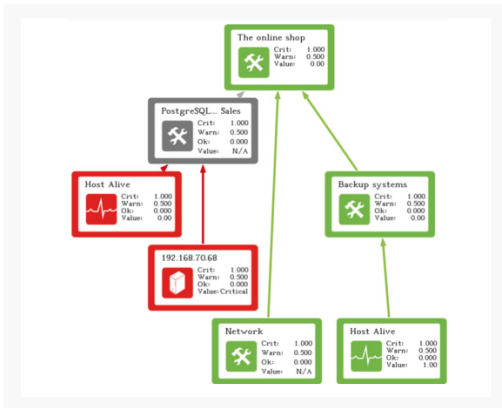 The online shop
Crit: 1.000
Warn: 0.500
Value: 0.00
PostgreSQL... Sales
Crit: 1.000
Warn: 0.500
Ok: 0.000
Value: N/A
Host Alive
Crit: 1.000
Warn: 0.500
Ok: 0.000
Value: 0.00
Backup systems
Crit: 1.000
Warn: 0.500
Ok: 0.000
Value: 0.00
192.168.70.68
Crit: 1.000
Warn: 0.500
Ok: 0.000
Value: Critical
Network
Crit: 1.000
Warn: 0.500
Ok: 0.000
Value: N/A
Host Alive
Crit: 1.000
Warn: 0.500
Ok: 0.000
Value: 1.00